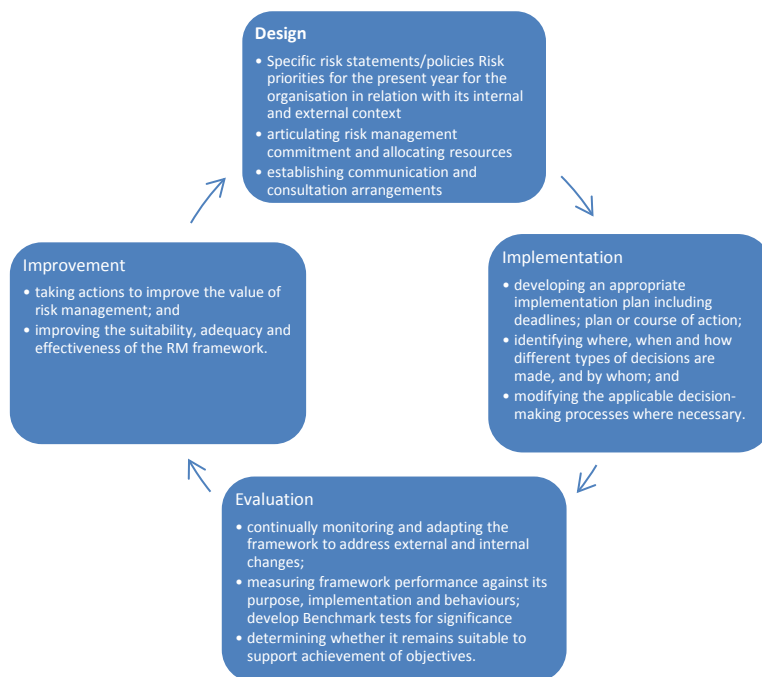 Design
• Specific risk statements/policies Risk
priorities for the present year for the
organisation in relation with its internal
and external context
• articulating risk management
commitment and allocating resources
• establishing communication and
consultation arrangements
Implementation
• developing an appropriate
implementation plan including
deadlines; plan or course of action;
• identifying where, when and how
different types of decisions are
made, and by whom; and
• modifying the applicable decision-
making processes where necessary.
Evaluation
• continually monitoring and adapting the
framework to address external and internal
changes;
• measuring framework performance against its
purpose, implementation and behaviours;
develop Benchmark tests for significance
• determining whether it remains suitable to
support achievement of objectives.
Improvement
• taking actions to improve the value of
risk management; and
• improving the suitability, adequacy and
effectiveness of the RM framework.